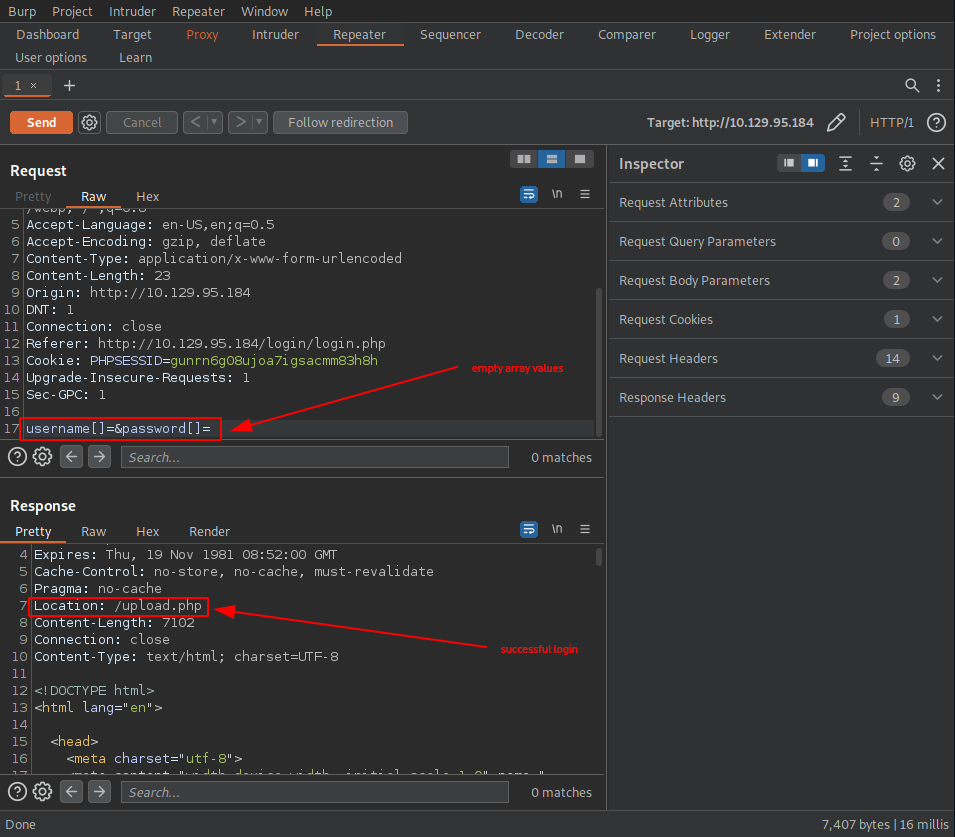 Burp Project Intruder Repeater Window Help
Dashboard Target Proxy Intruder Repeater Sequencer Decoder Comparer Logger Extender Project options
User options Learn
1 × +
Send Cancel < ▾ > ▾ Follow redirection Target: http://10.129.95.184 HTTP/1 ?
Request
Pretty Raw Hex \n
5 Accept-Language: en-US,en;q=0.5
6 Accept-Encoding: gzip, deflate
7 Content-Type: application/x-www-form-urlencoded
8 Content-Length: 23
9 Origin: http://10.129.95.184
10 DNT: 1
11 Connection: close
12 Referer: http://10.129.95.184/login/login.php
13 Cookie: PHPSESSID=gunrn6g08ujoa7igsacmm83h8h
14 Upgrade-Insecure-Requests: 1
15 Sec-GPC: 1
16
17 username[]=&password[]=
empty array values
? Search... 0 matches
Response
Pretty Raw Hex Render \n
4 Expires: Thu, 19 Nov 1981 08:52:00 GMT
5 Cache-Control: no-store, no-cache, must-revalidate
6 Pragma: no-cache
7 Location: /upload.php
8 Content-Length: 7102
9 Connection: close
10 Content-Type: text/html; charset=UTF-8
11
12 <!DOCTYPE html>
13 <html lang="en">
14
15 <head>
16 <meta charset="utf-8">
successful login
? Search... 0 matches
Inspector
Request Attributes 2
Request Query Parameters 0
Request Body Parameters 2
Request Cookies 1
Request Headers 14
Response Headers 9
Done 7,407 bytes | 16 millis